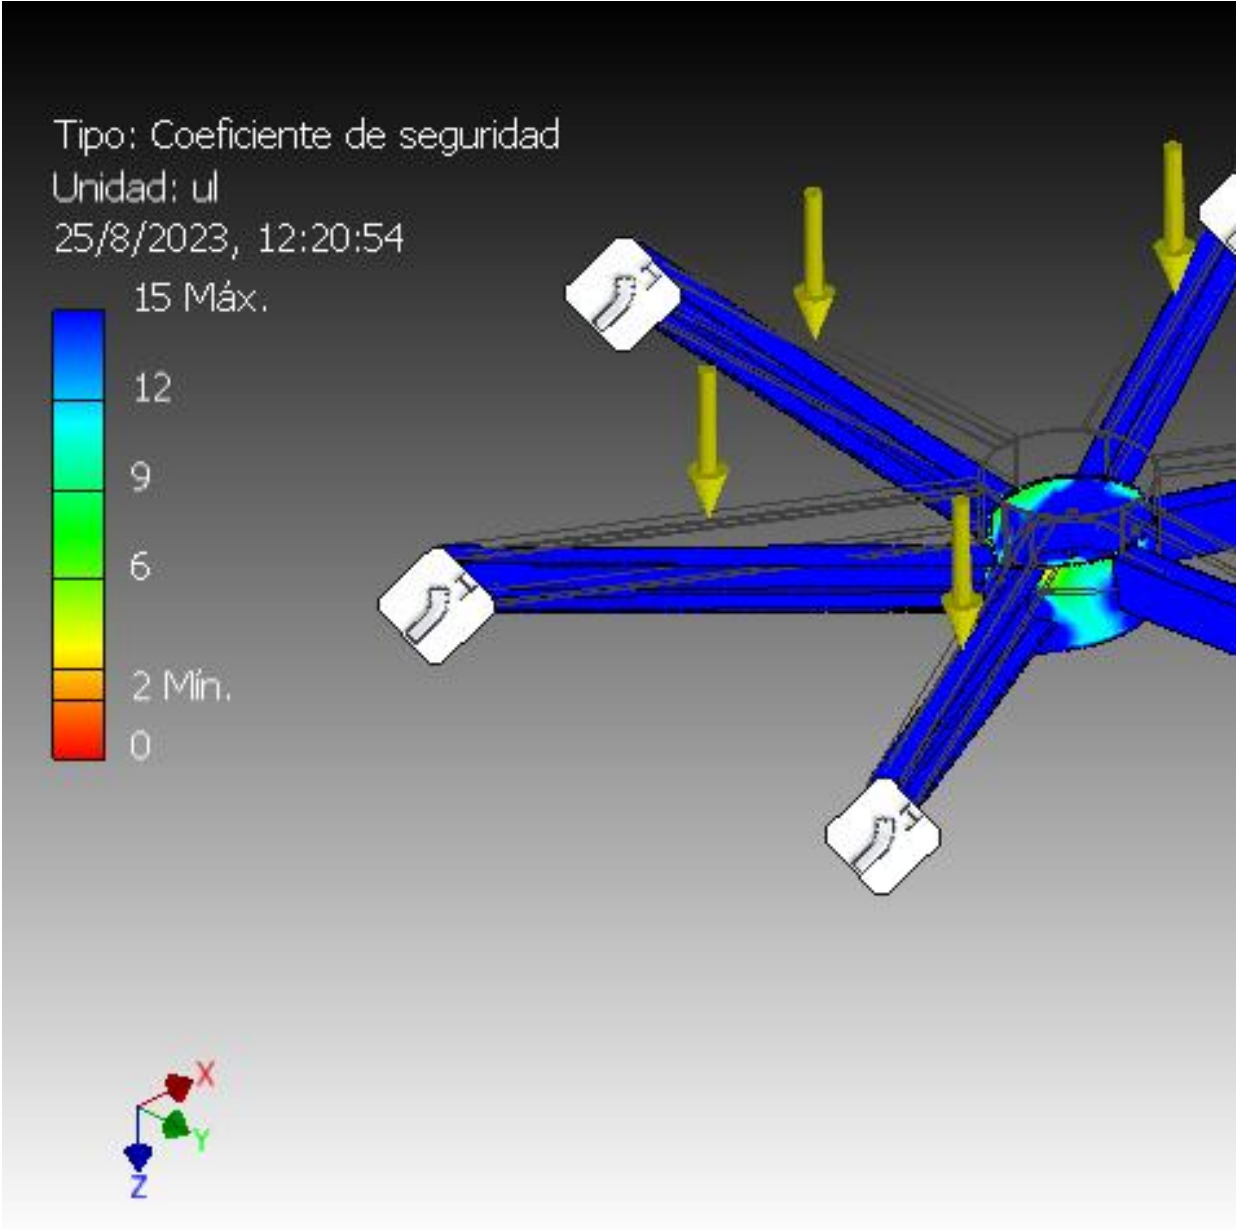 Tipo: Coeficiente de seguridad
Unidad: ul
25/8/2023, 12:20:54
15 Máx.
12
9
6
2 Mín.
0
X
Y
Z